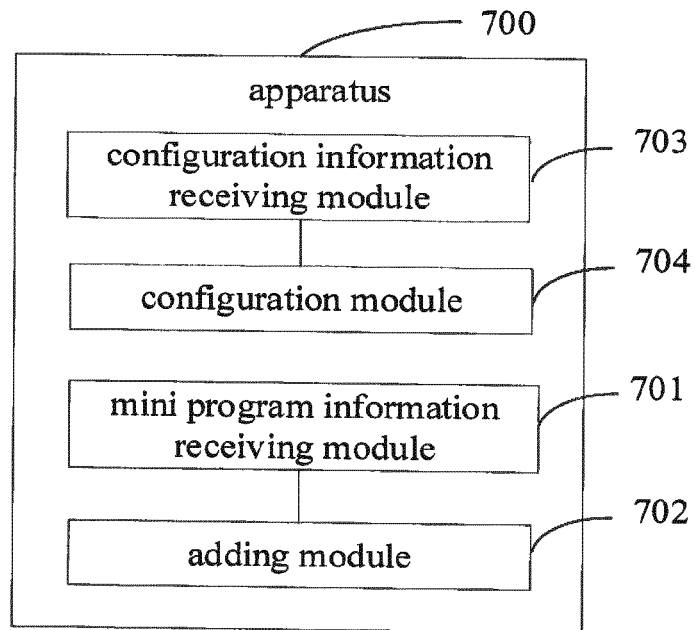 700
apparatus
configuration information
receiving module
703
configuration module
704
mini program information
receiving module
701
adding module
702